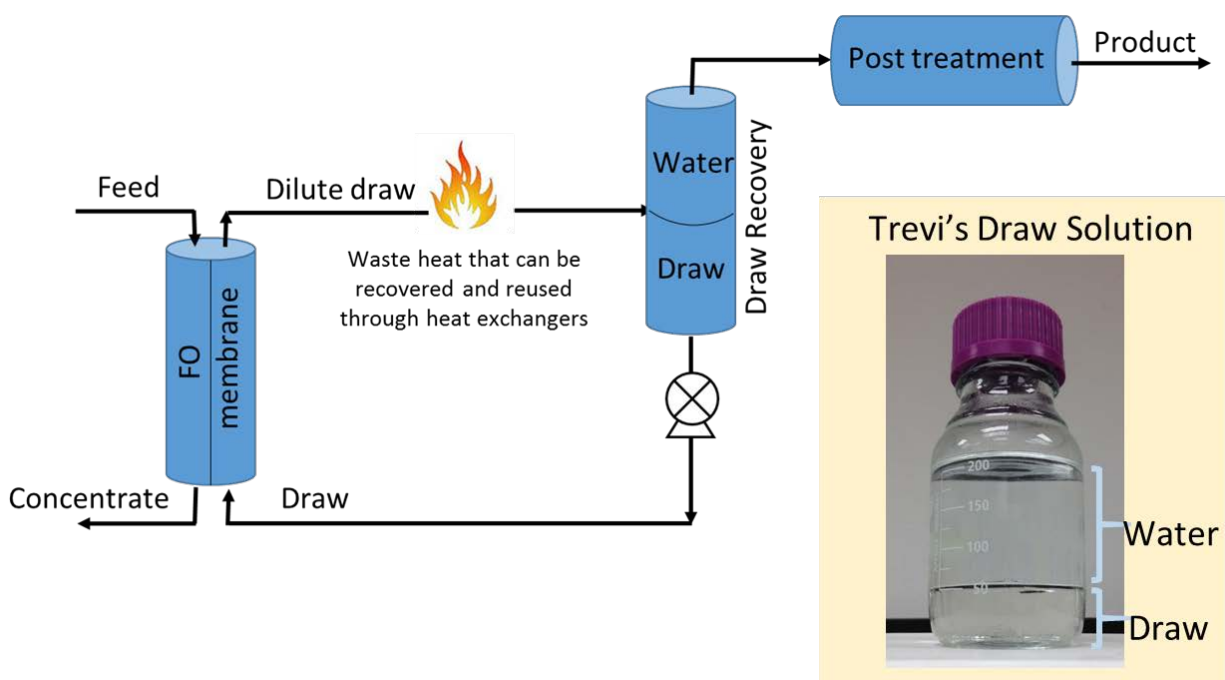 Post treatment
Product
Water
Draw
Draw Recovery
Feed
Dilute draw
Waste heat that can be
recovered and reused
through heat exchangers
FO
membrane
Concentrate
Draw
Trevi's Draw Solution
200
150
100
50
Water
Draw